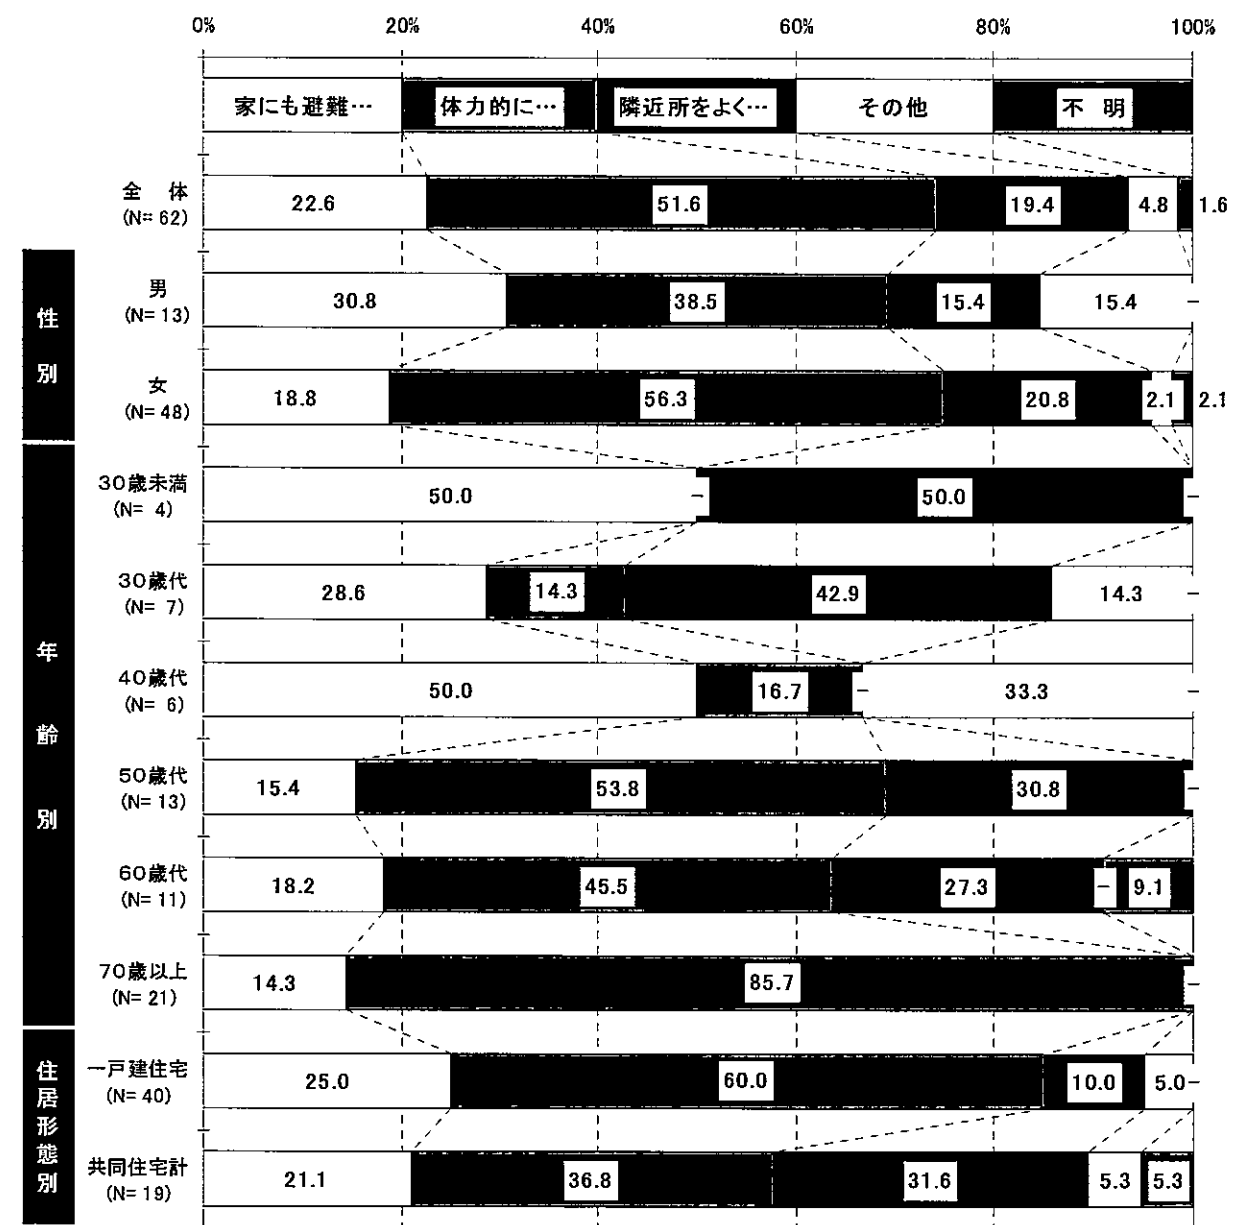 0% 20% 40% 60% 80% 100%
家にも避難… 体力的に… 隣近所をよく… その他 不 明
全 体
(N= 62)
22.6 51.6 19.4 4.8 1.6
性別
男
(N= 13)
30.8 38.5 15.4 15.4 -
女
(N= 48)
18.8 56.3 20.8 2.1 2.1
年齢別
30歳未満
(N= 4)
50.0 - 50.0 -
30歳代
(N= 7)
28.6 14.3 42.9 14.3 -
40歳代
(N= 6)
50.0 16.7 - 33.3 -
50歳代
(N= 13)
15.4 53.8 30.8 -
60歳代
(N= 11)
18.2 45.5 27.3 - 9.1
70歳以上
(N= 21)
14.3 85.7 -
住居形態別
一戸建住宅
(N= 40)
25.0 60.0 10.0 5.0 -
共同住宅計
(N= 19)
21.1 36.8 31.6 5.3 5.3